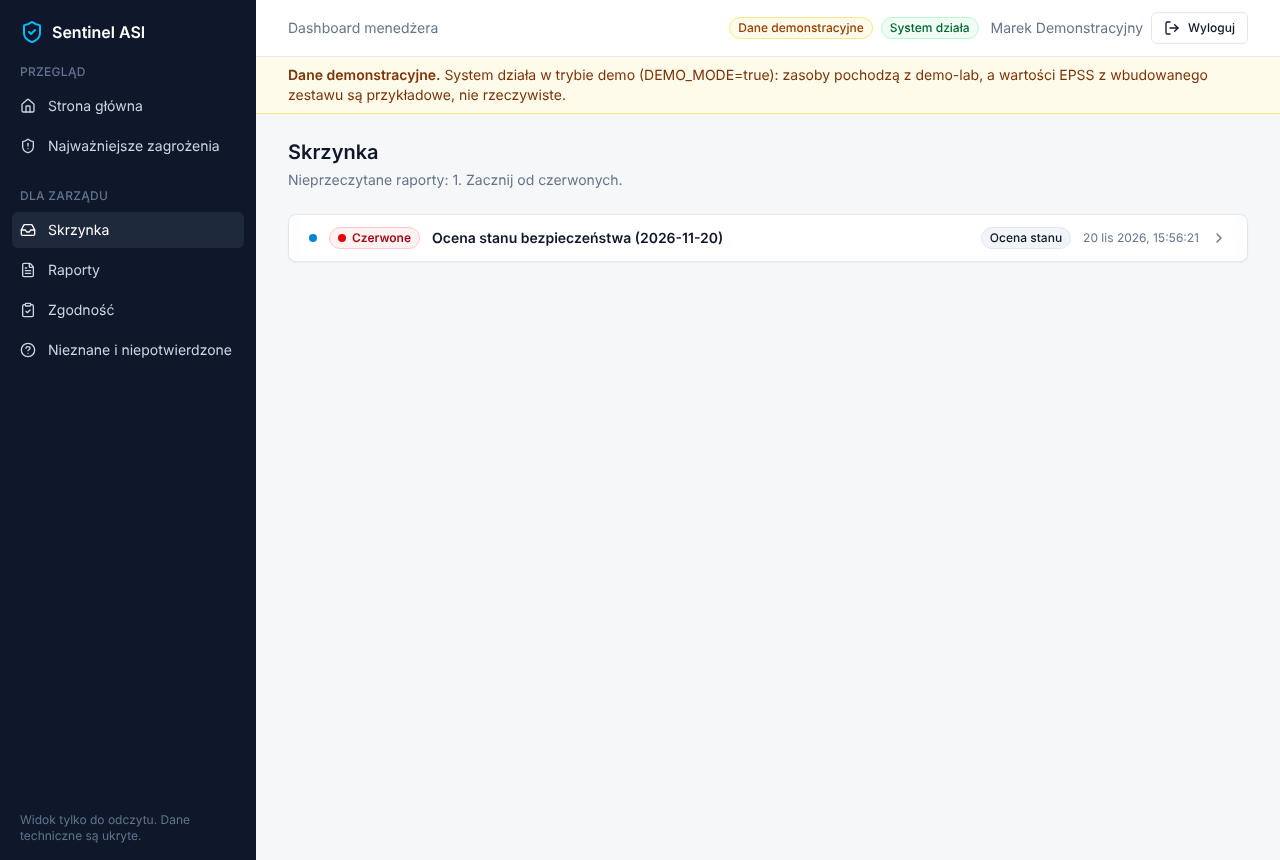 Sentinel ASI
PRZEGLĄD
Strona główna
Najważniejsze zagrożenia
DLA ZARZĄDU
Skrzynka
Raporty
Zgodność
Nieznane i niepotwierdzone
Widok tylko do odczytu. Dane
techniczne są ukryte.
Dashboard menedżera
Dane demonstracyjne
System działa
Marek Demonstracyjny
Wyloguj
Dane demonstracyjne. System działa w trybie demo (DEMO_MODE=true): zasoby pochodzą z demo-lab, a wartości EPSS z wbudowanego
zestawu są przykładowe, nie rzeczywiste.
Skrzynka
Nieprzeczytane raporty: 1. Zacznij od czerwonych.
Czerwone
Ocena stanu bezpieczeństwa (2026-11-20)
Ocena stanu
20 lis 2026, 15:56:21